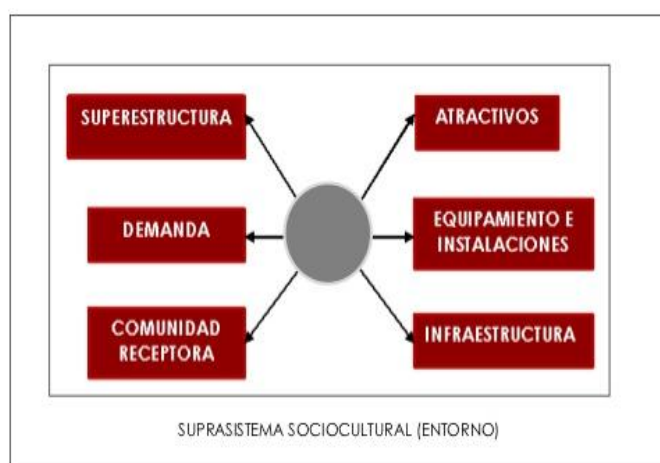 SUPERESTRUCTURA
ATRACTIVOS
DEMANDA
EQUIPAMIENTO E
INSTALACIONES
COMUNIDAD
RECEPTORA
INFRAESTRUCTURA
SUPRASISTEMA SOCIOCULTURAL (ENTORNO)